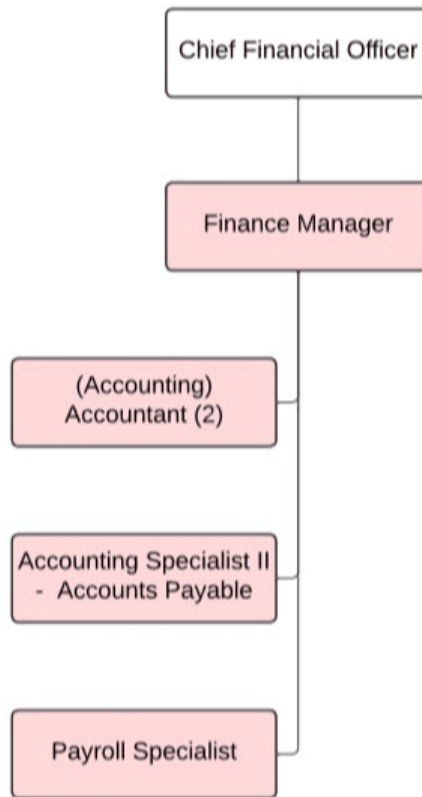 Chief Financial Officer
Finance Manager
(Accounting)
Accountant (2)
Accounting Specialist II
- Accounts Payable
Payroll Specialist